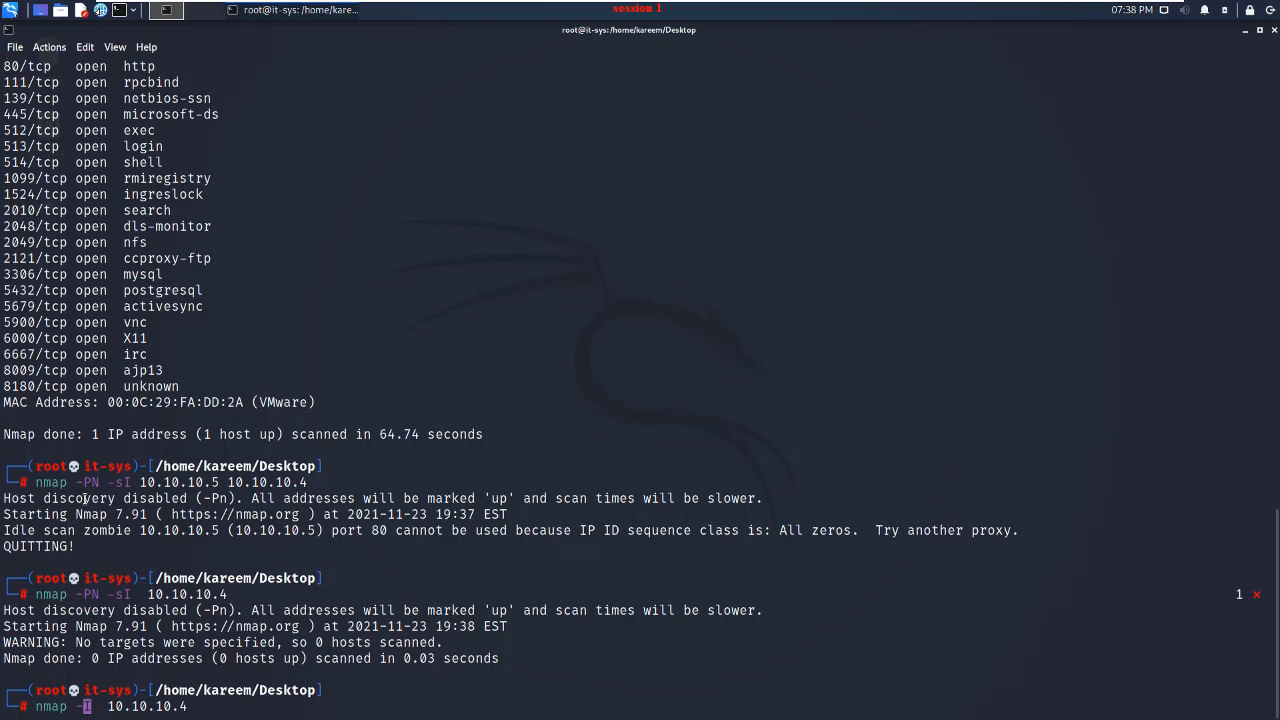 root@it-sys: /home/karee...
session 1
07:38 PM
root@it-sys: /home/kareem/Desktop
File Actions Edit View Help
80/tcp open http
111/tcp open rpcbind
139/tcp open netbios-ssn
445/tcp open microsoft-ds
512/tcp open exec
513/tcp open login
514/tcp open shell
1099/tcp open rmiregistry
1524/tcp open ingreslock
2010/tcp open search
2048/tcp open dls-monitor
2049/tcp open nfs
2121/tcp open ccproxy-ftp
3306/tcp open mysql
5432/tcp open postgresql
5679/tcp open activesync
5900/tcp open vnc
6000/tcp open X11
6667/tcp open irc
8009/tcp open ajp13
8180/tcp open unknown
MAC Address: 00:0C:29:FA:DD:2A (VMware)
Nmap done: 1 IP address (1 host up) scanned in 64.74 seconds
┌──(root💀it-sys)-[/home/kareem/Desktop]
└─# nmap -PN -sI 10.10.10.5 10.10.10.4
Host discovery disabled (-Pn). All addresses will be marked 'up' and scan times will be slower.
Starting Nmap 7.91 ( https://nmap.org ) at 2021-11-23 19:37 EST
Idle scan zombie 10.10.10.5 (10.10.10.5) port 80 cannot be used because IP ID sequence class is: All zeros.  Try another proxy.
QUITTING!
┌──(root💀it-sys)-[/home/kareem/Desktop]
└─# nmap -PN -sI  10.10.10.4 1 ⨯
Host discovery disabled (-Pn). All addresses will be marked 'up' and scan times will be slower.
Starting Nmap 7.91 ( https://nmap.org ) at 2021-11-23 19:38 EST
WARNING: No targets were specified, so 0 hosts scanned.
Nmap done: 0 IP addresses (0 hosts up) scanned in 0.03 seconds
┌──(root💀it-sys)-[/home/kareem/Desktop]
└─# nmap -I  10.10.10.4